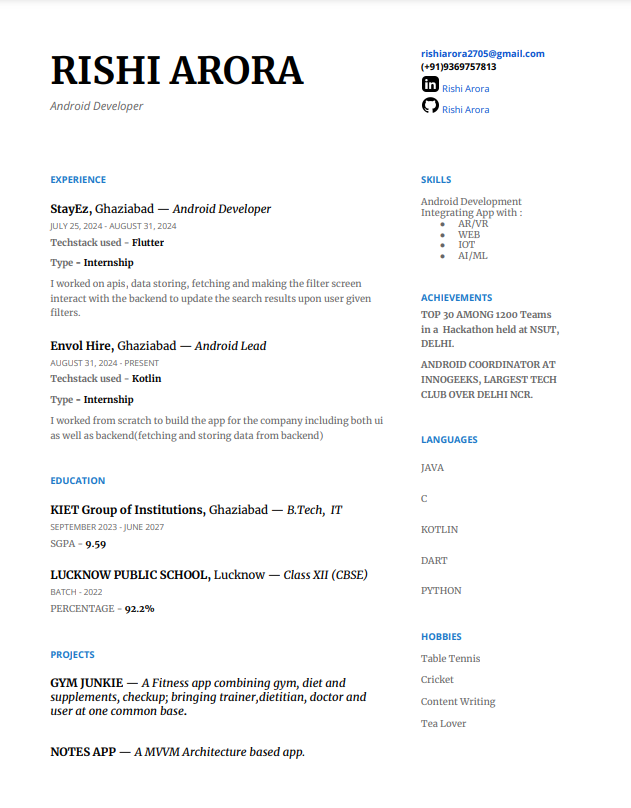 RISHI ARORA
Android Developer
rishiarora2705@gmail.com
(+91)9369757813
Rishi Arora
Rishi Arora
EXPERIENCE
StayEz, Ghaziabad — Android Developer
JULY 25, 2024 - AUGUST 31, 2024
Techstack used - Flutter
Type - Internship
I worked on apis, data storing, fetching and making the filter screen
interact with the backend to update the search results upon user given
filters.
Envol Hire, Ghaziabad — Android Lead
AUGUST 31, 2024 - PRESENT
Techstack used - Kotlin
Type - Internship
I worked from scratch to build the app for the company including both ui
as well as backend(fetching and storing data from backend)
EDUCATION
KIET Group of Institutions, Ghaziabad — B.Tech, IT
SEPTEMBER 2023 - JUNE 2027
SGPA - 9.59
LUCKNOW PUBLIC SCHOOL, Lucknow — Class XII (CBSE)
BATCH - 2022
PERCENTAGE - 92.2%
PROJECTS
GYM JUNKIE — A Fitness app combining gym, diet and
supplements, checkup; bringing trainer,dietitian, doctor and
user at one common base.
NOTES APP — A MVVM Architecture based app.
SKILLS
Android Development
Integrating App with :
● AR/VR
● WEB
● IOT
● AI/ML
ACHIEVEMENTS
TOP 30 AMONG 1200 Teams
in a Hackathon held at NSUT,
DELHI.
ANDROID COORDINATOR AT
INNOGEEKS, LARGEST TECH
CLUB OVER DELHI NCR.
LANGUAGES
JAVA
C
KOTLIN
DART
PYTHON
HOBBIES
Table Tennis
Cricket
Content Writing
Tea Lover